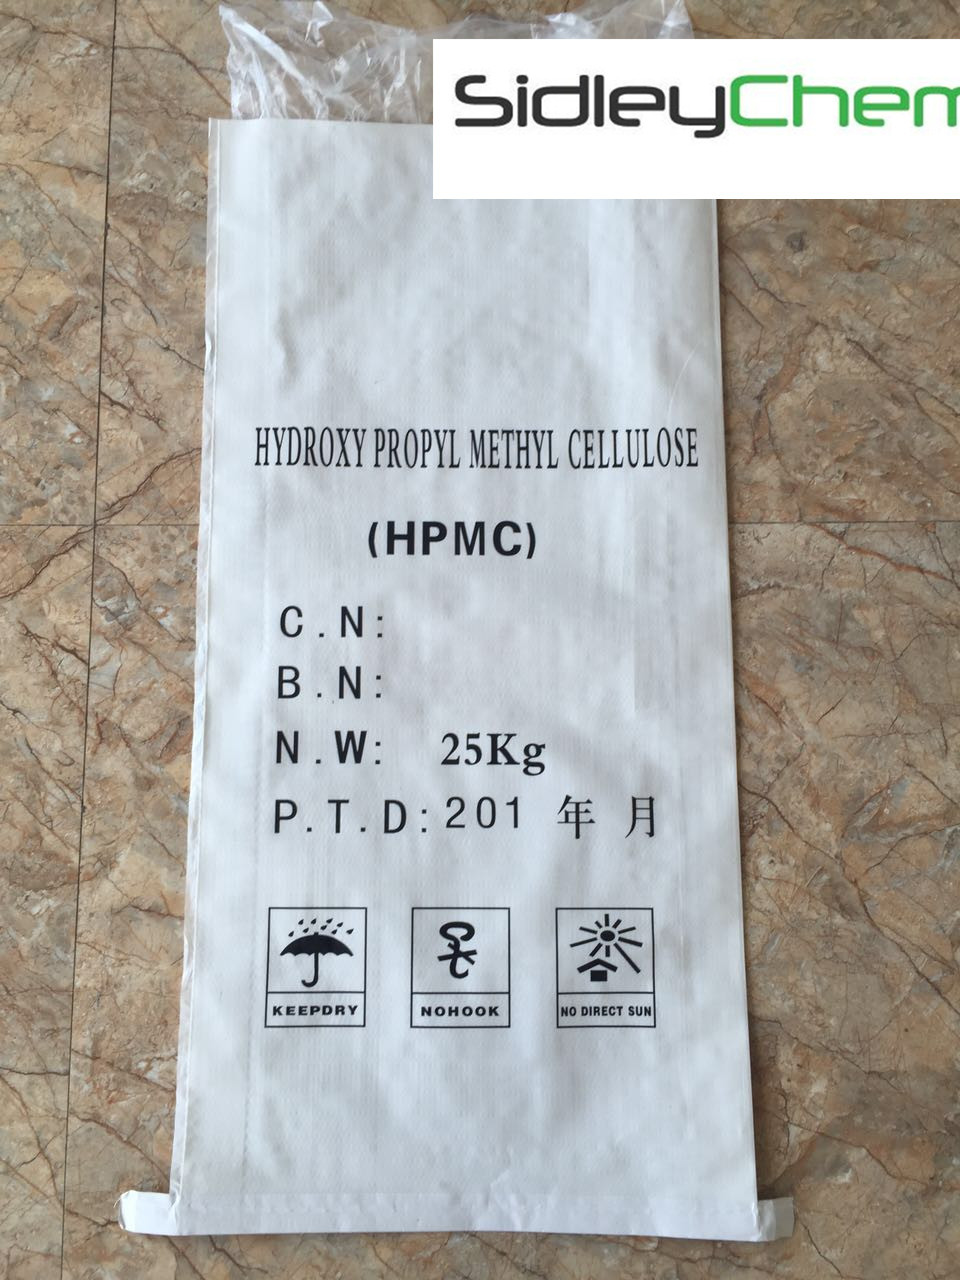 SidleyChem
HYDROXY PROPYL METHYL CELLULOSE
(HPMC)
C.N:
B.N:
N.W: 25Kg
P.T.D:201 年 月
KEEPDRY
NOHOOK
NO DIRECT SUN